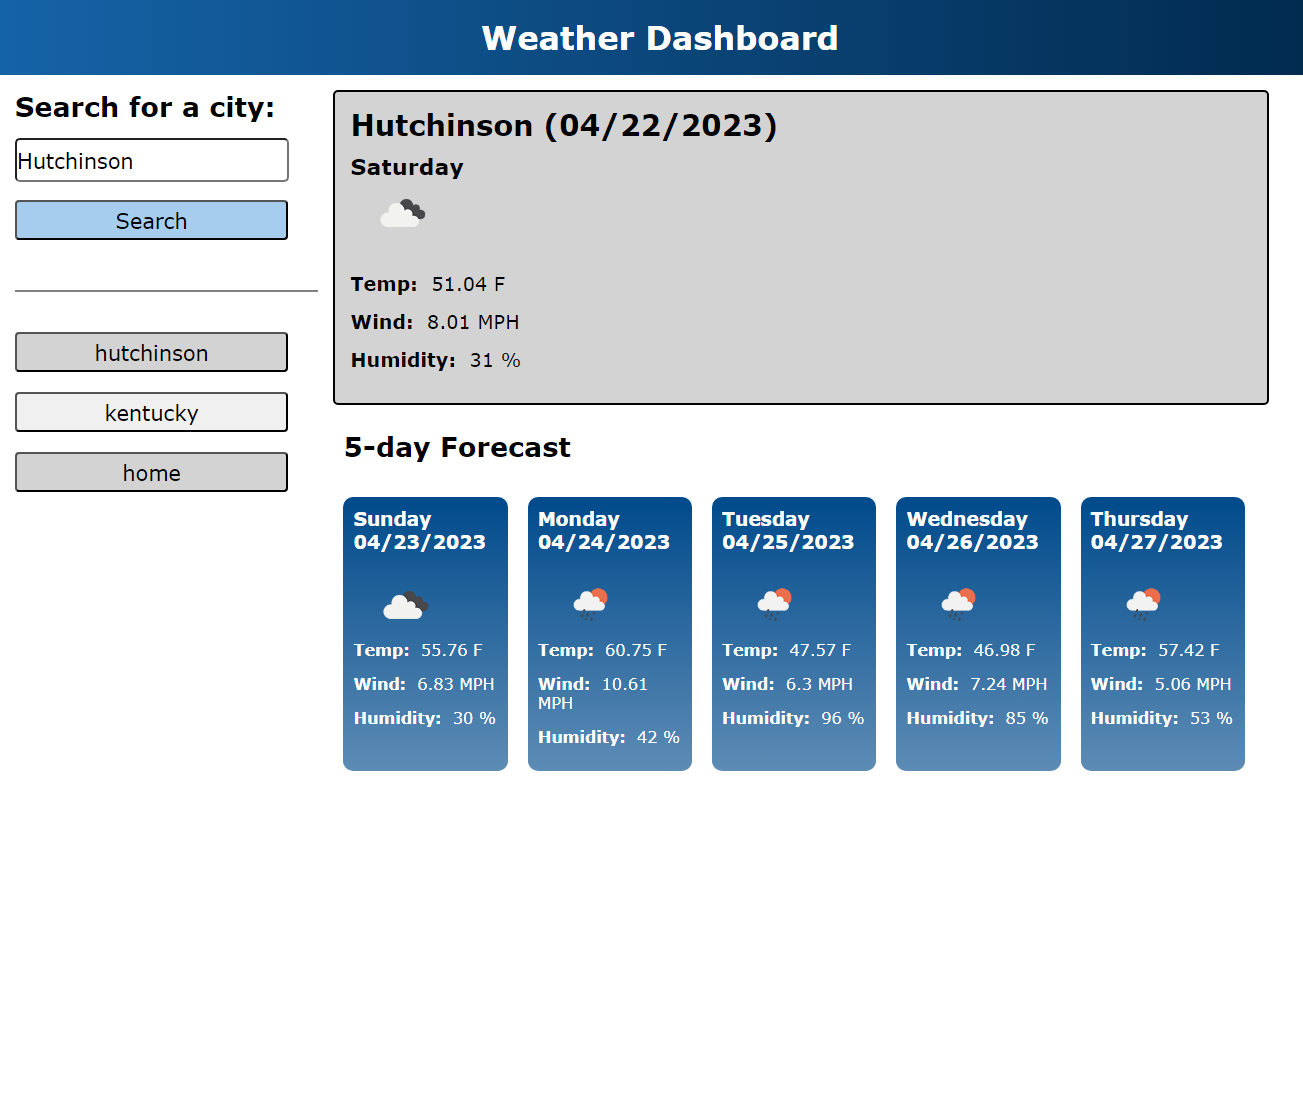 Weather Dashboard
Search for a city:
Hutchinson
Search
hutchinson
kentucky
home
Hutchinson (04/22/2023)
Saturday
Temp: 51.04 F
Wind: 8.01 MPH
Humidity: 31 %
5-day Forecast
Sunday
04/23/2023
Temp: 55.76 F
Wind: 6.83 MPH
Humidity: 30 %
Monday
04/24/2023
Temp: 60.75 F
Wind: 10.61
MPH
Humidity: 42 %
Tuesday
04/25/2023
Temp: 47.57 F
Wind: 6.3 MPH
Humidity: 96 %
Wednesday
04/26/2023
Temp: 46.98 F
Wind: 7.24 MPH
Humidity: 85 %
Thursday
04/27/2023
Temp: 57.42 F
Wind: 5.06 MPH
Humidity: 53 %